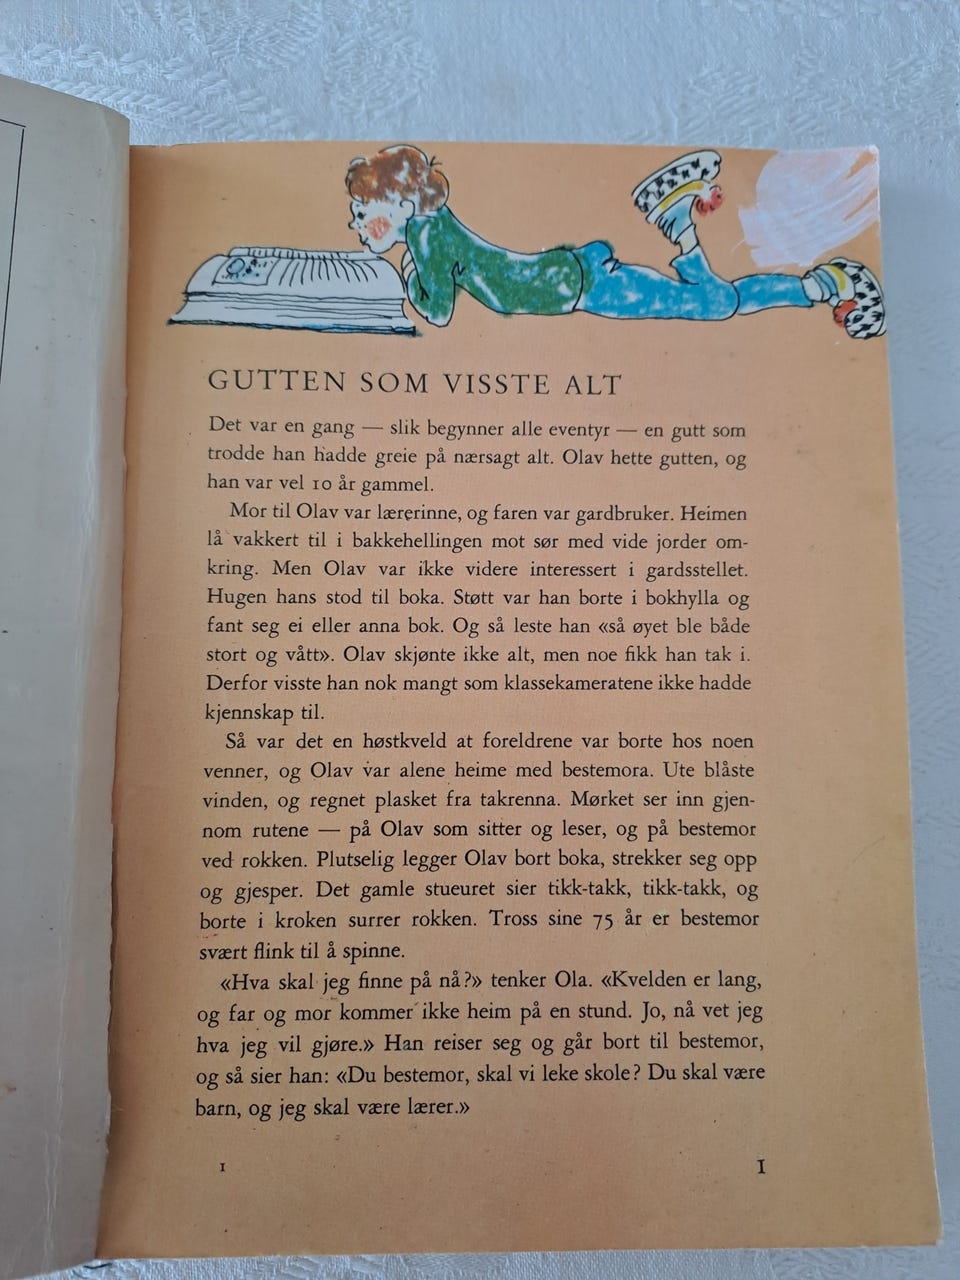 GUTTEN SOM VISSTE ALT
Det var en gang — slik begynner alle eventyr — en gutt som
trodde han hadde greie på nærsagt alt. Olav hette gutten, og
han var vel 10 år gammel.
Mor til Olav var lærerinne, og faren var gardbruker. Heimen
lå vakkert til i bakkehellingen mot sør med vide jorder om-
kring. Men Olav var ikke videre interessert i gardsstellet.
Hugen hans stod til boka. Støtt var han borte i bokhylla og
fant seg ei eller anna bok. Og så leste han «så øyet ble både
stort og vått». Olav skjønte ikke alt, men noe fikk han tak i.
Derfor visste han nok mangt som klassekameratene ikke hadde
kjennskap til.
Så var det en høstkveld at foreldrene var borte hos noen
venner, og Olav var alene heime med bestemora. Ute blåste
vinden, og regnet plasket fra takrenna. Mørket ser inn gjen-
nom rutene — på Olav som sitter og leser, og på bestemor
ved rokken. Plutselig legger Olav bort boka, strekker seg opp
og gjesper. Det gamle stueuret sier tikk-takk, tikk-takk, og
borte i kroken surrer rokken. Tross sine 75 år er bestemor
svært flink til å spinne.
«Hva skal jeg finne på nå?» tenker Ola. «Kvelden er lang,
og far og mor kommer ikke heim på en stund. Jo, nå vet jeg
hva jeg vil gjøre.» Han reiser seg og går bort til bestemor,
og så sier han: «Du bestemor, skal vi leke skole? Du skal være
barn, og jeg skal være lærer.»
1 1